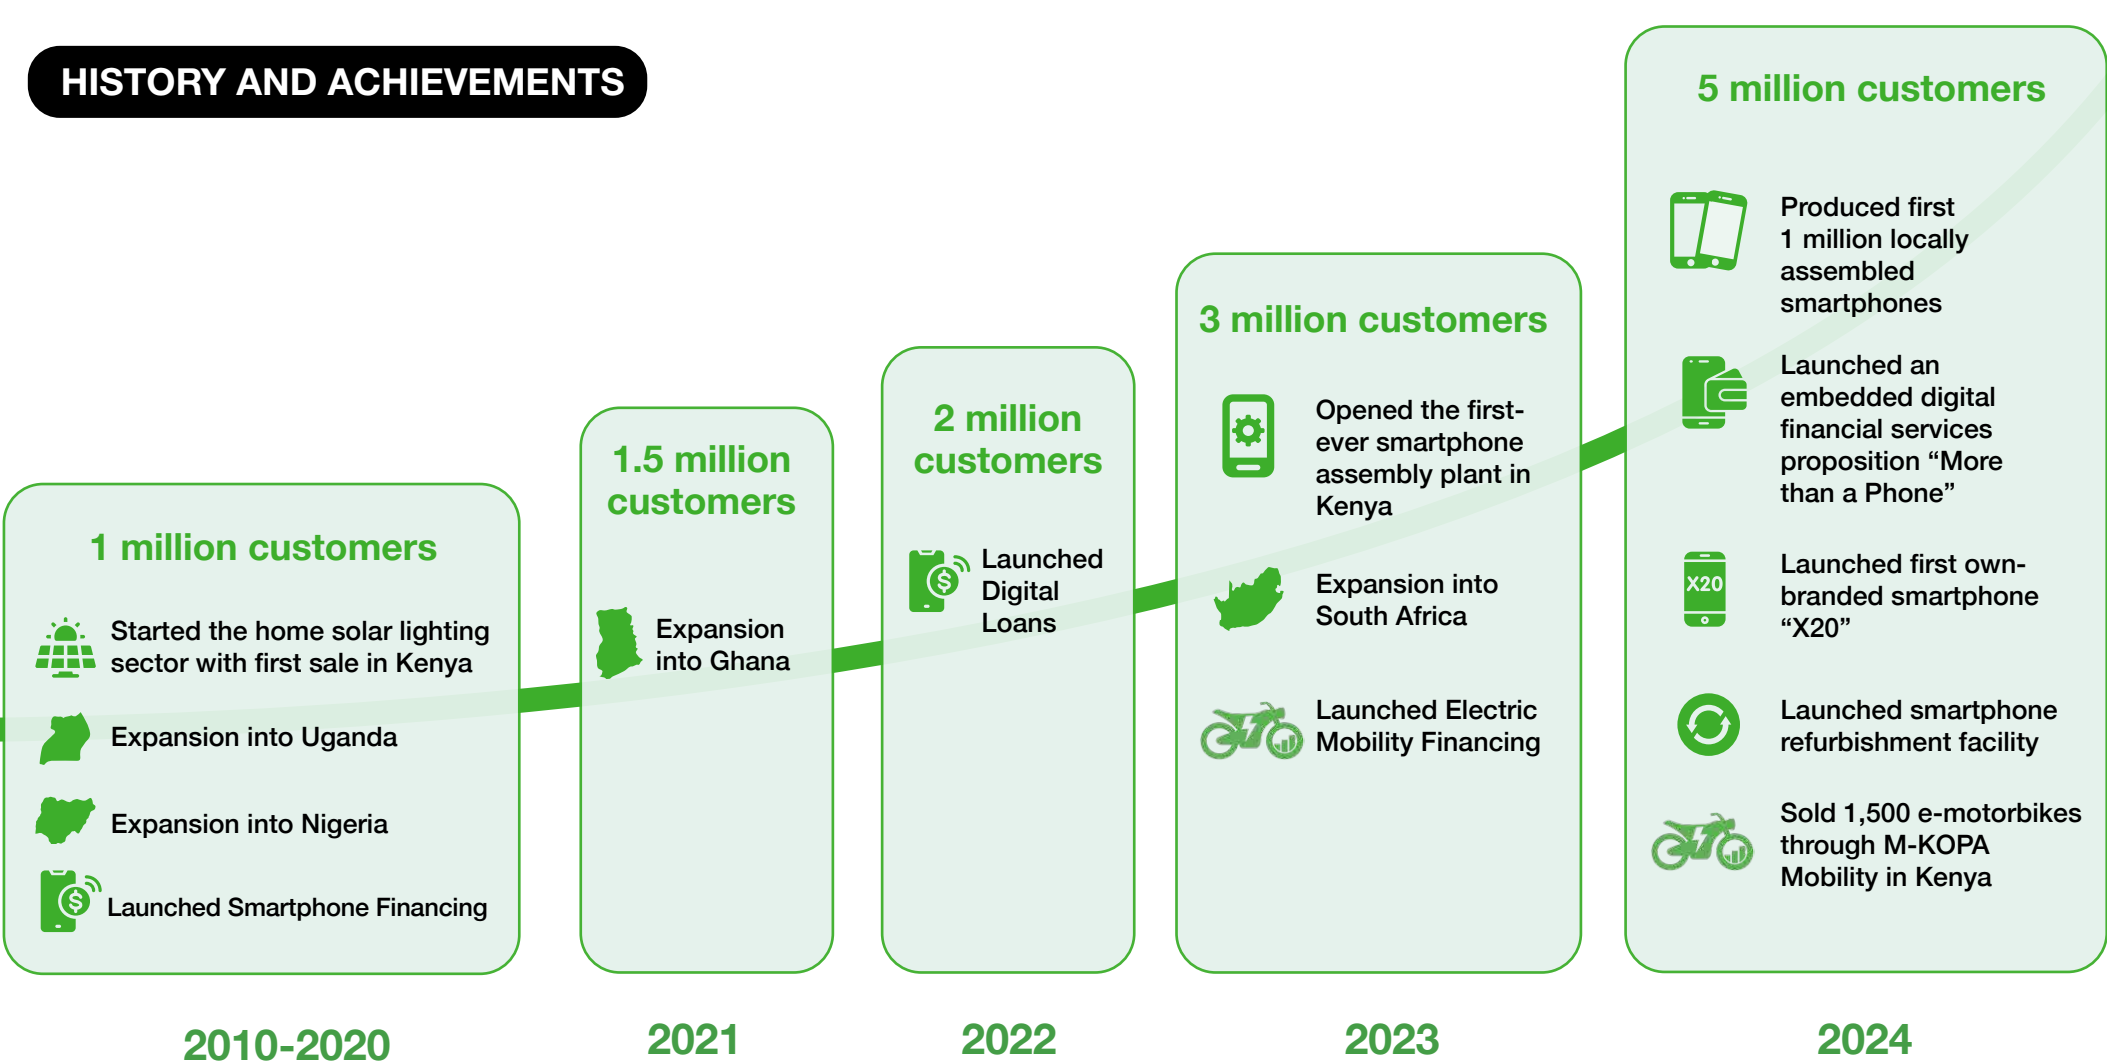 HISTORY AND ACHIEVEMENTS
1 million customers
Started the home solar lighting
sector with first sale in Kenya
Expansion into Uganda
Expansion into Nigeria
$
Launched Smartphone Financing
2010-2020
1.5 million
customers
Expansion
into Ghana
2021
2 million
customers
$
Launched
Digital
Loans
2022
3 million customers
Opened the first-
ever smartphone
assembly plant in
Kenya
Expansion into
South Africa
Launched Electric
Mobility Financing
2023
5 million customers
Produced first
1 million locally
assembled
smartphones
Launched an
embedded digital
financial services
proposition “More
than a Phone”
X20
Launched first own-
branded smartphone
“X20”
Launched smartphone
refurbishment facility
Sold 1,500 e-motorbikes
through M-KOPA
Mobility in Kenya
2024